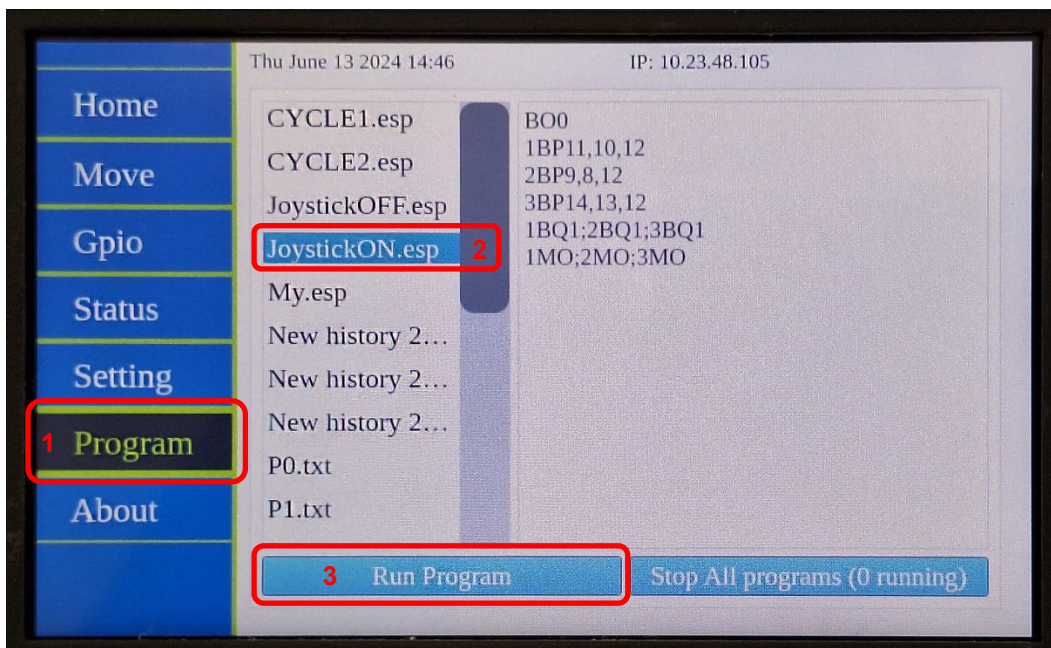 Thu June 13 2024 14:46
IP: 10.23.48.105
Home
Move
Gpio
Status
Setting
1 Program
About
CYCLE1.esp
CYCLE2.esp
JoystickOFF.esp
JoystickON.esp 2
My.esp
New history 2...
New history 2...
New history 2...
P0.txt
P1.txt
BO0
1BP11,10,12
2BP9,8,12
3BP14,13,12
1BQ1;2BQ1;3BQ1
1MO;2MO;3MO
3 Run Program
Stop All programs (0 running)